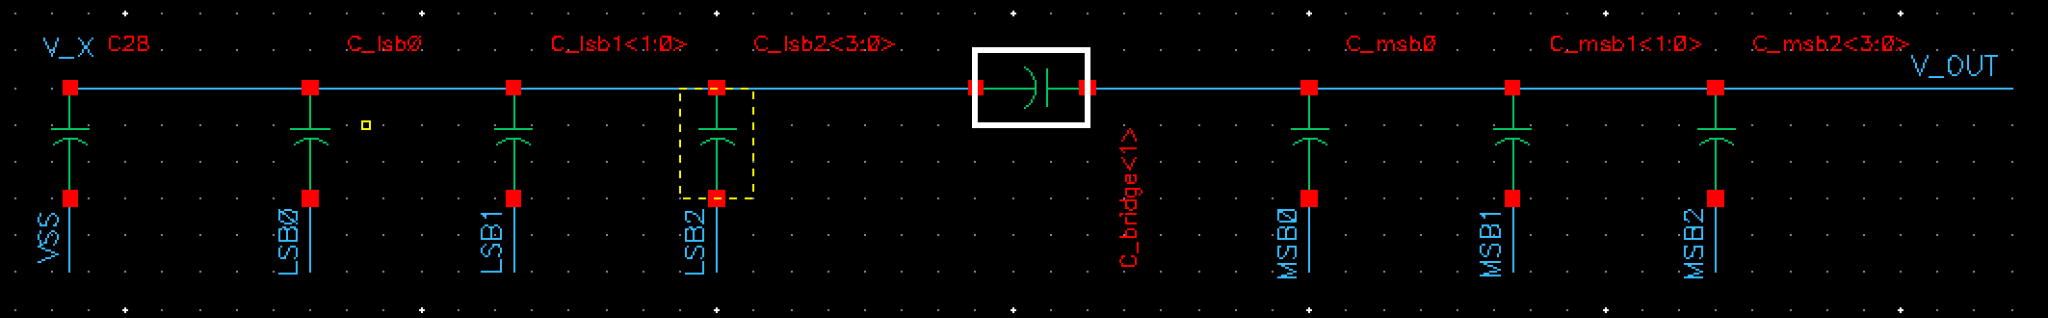 V_X C28 C_lsb0 C_lsb1<1:0> C_lsb2<3:0> C_msb0 C_msb1<1:0> C_msb2<3:0>
V_OUT
C_bridge<1>
VSS LSB0 LSB1 LSB2 MSB0 MSB1 MSB2